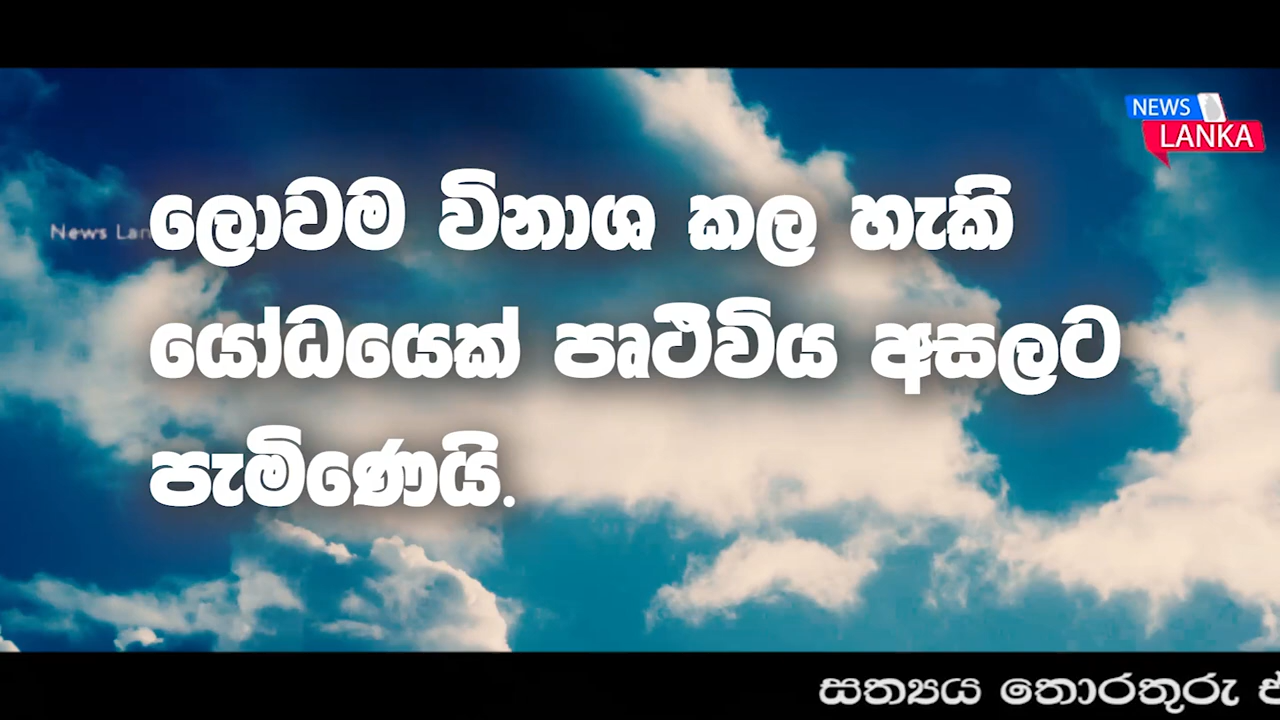 NEWS
LANKA
ලොවම විනාශ කල හැකි
News Lan
යෝධයෙක් පෘථිවිය අසලට
පැමිණෙයි.
සත්‍යය තොරතුරු